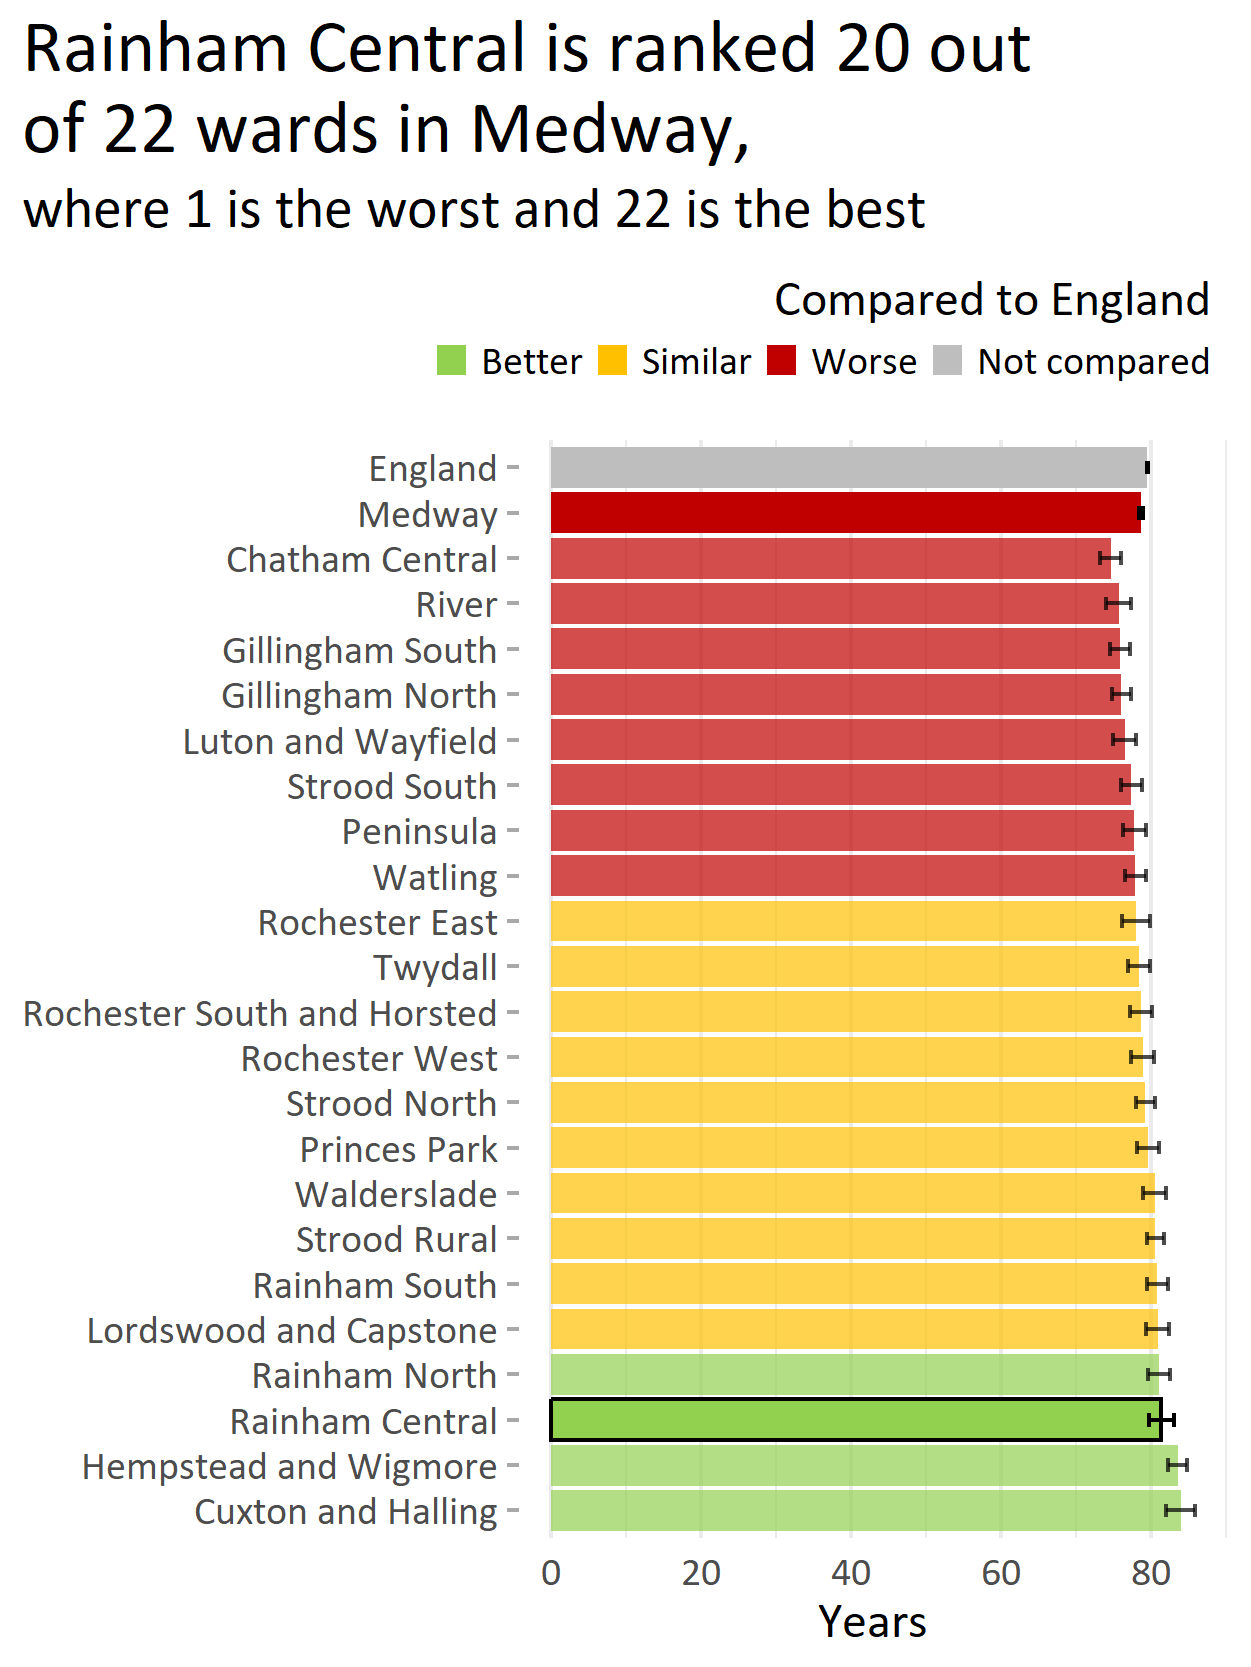 Rainham Central is ranked 20 out
of 22 wards in Medway,
where 1 is the worst and 22 is the best
Compared to England
Better Similar Worse Not compared
England
Medway
Chatham Central
River
Gillingham South
Gillingham North
Luton and Wayfield
Strood South
Peninsula
Watling
Rochester East
Twydall
Rochester South and Horsted
Rochester West
Strood North
Princes Park
Walderslade
Strood Rural
Rainham South
Lordswood and Capstone
Rainham North
Rainham Central
Hempstead and Wigmore
Cuxton and Halling
0 20 40 60 80
Years